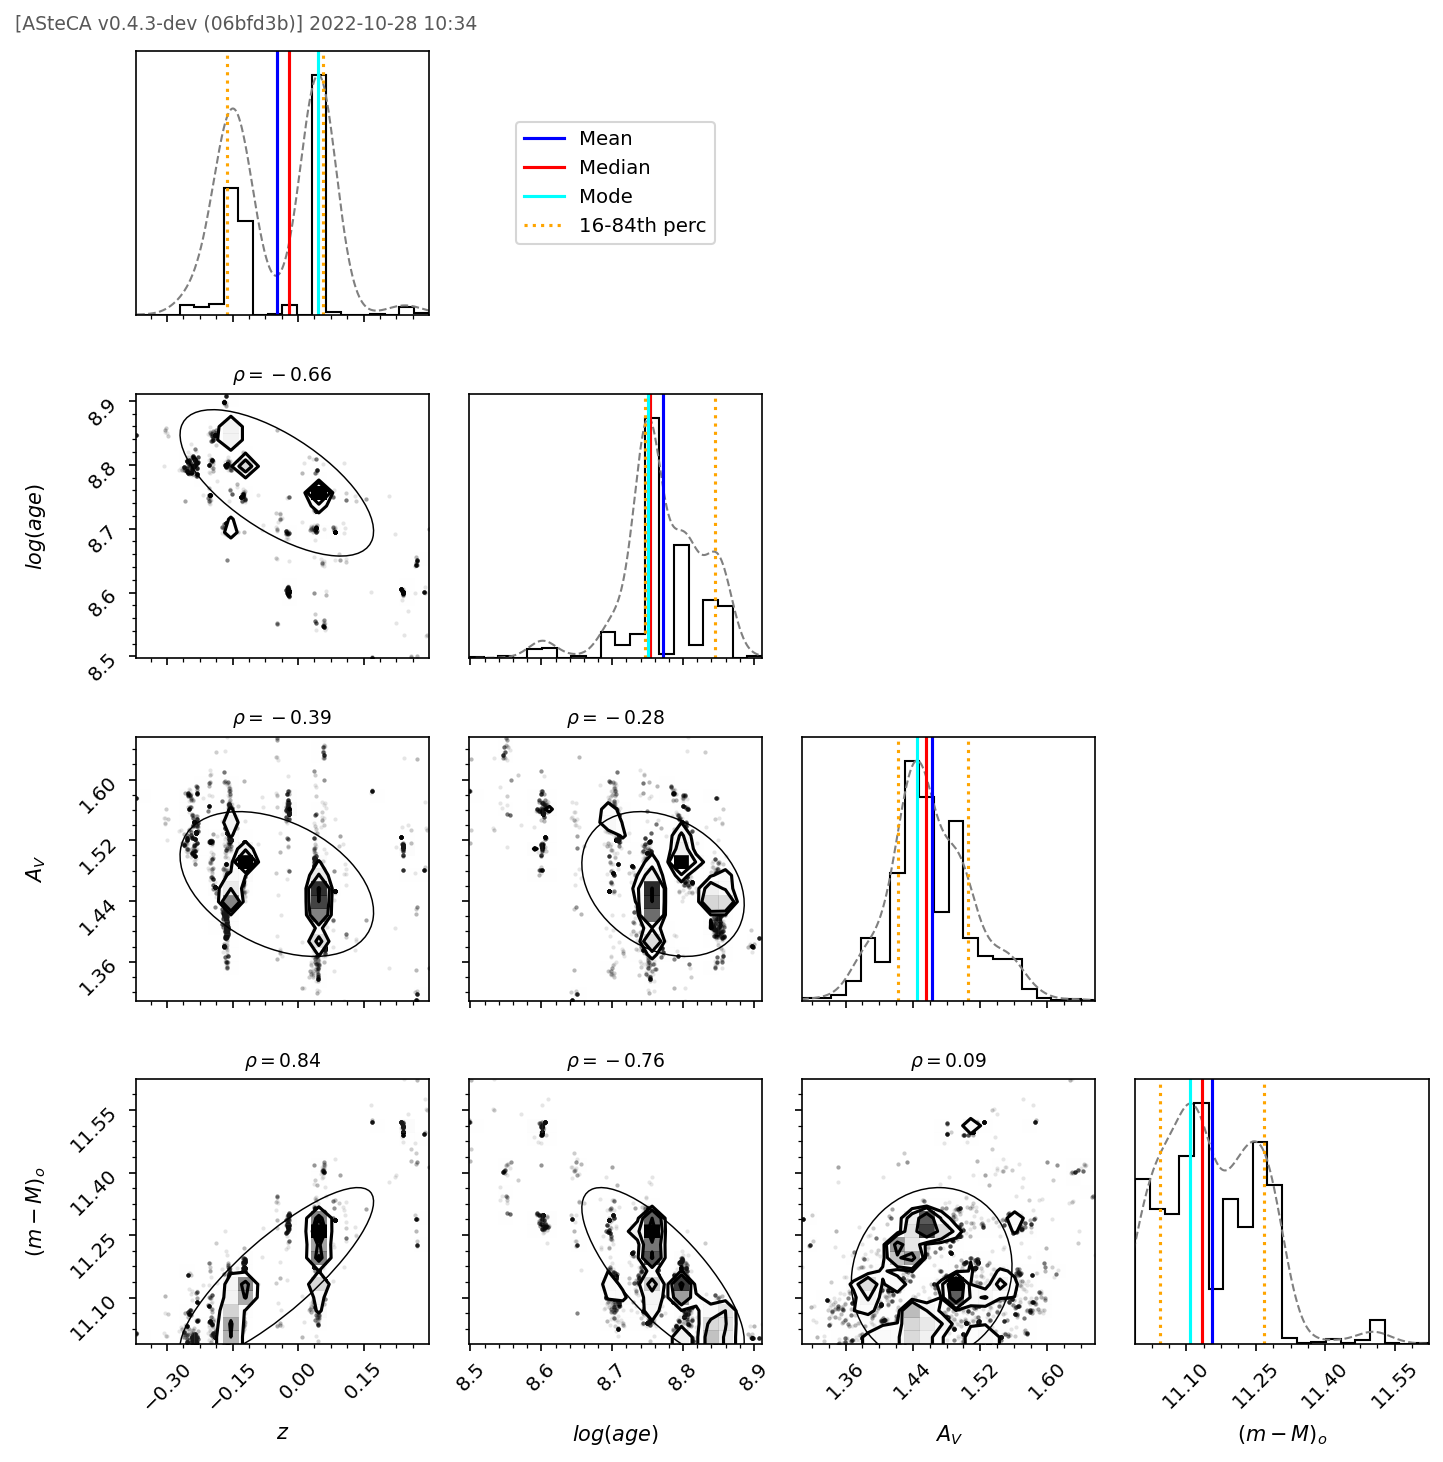 [ASteCA v0.4.3-dev (06bfd3b)] 2022-10-28 10:34
Mean
Median
Mode
16-84th perc
ρ = −0.66
8.9
8.8
8.7
8.6
8.5
log(age)
ρ = −0.39
ρ = −0.28
1.60
1.52
1.44
1.36
A_V
ρ = 0.84
ρ = −0.76
ρ = 0.09
11.55
11.40
11.25
11.10
(m − M)_o
−0.30 −0.15 0.00 0.15
8.5 8.6 8.7 8.8 8.9
1.36 1.44 1.52 1.60
11.10 11.25 11.40 11.55
z
log(age)
A_V
(m − M)_o